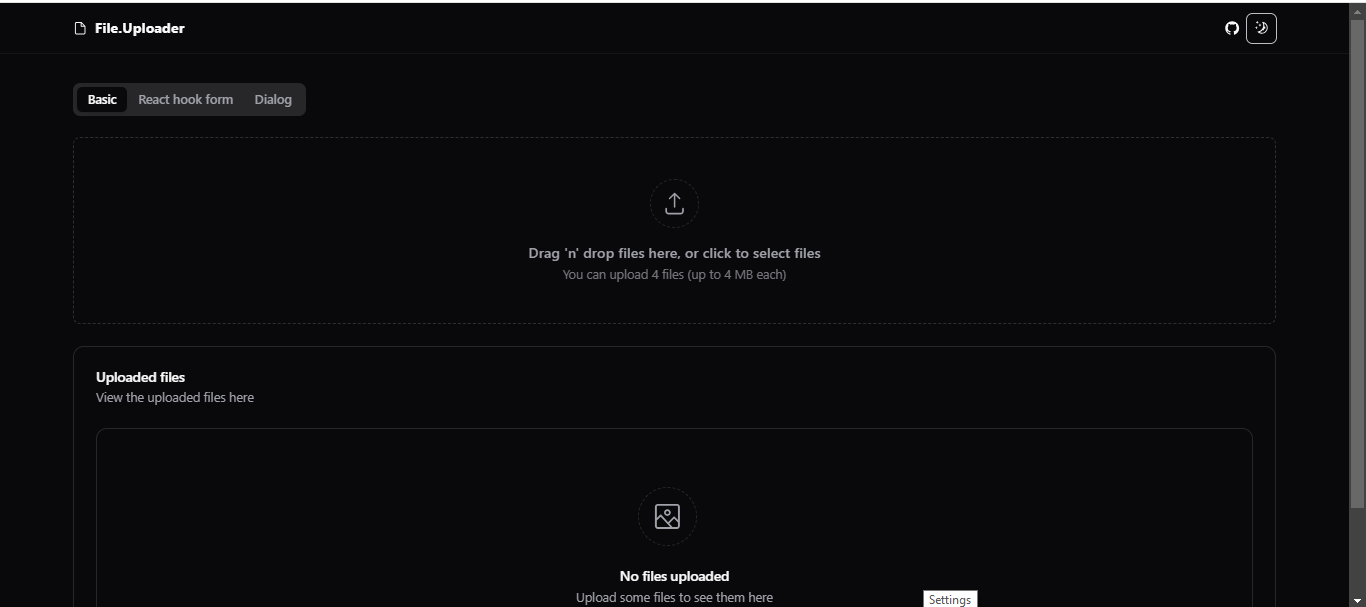 File.Uploader
Basic
React hook form
Dialog
Drag 'n' drop files here, or click to select files
You can upload 4 files (up to 4 MB each)
Uploaded files
View the uploaded files here
No files uploaded
Upload some files to see them here
Settings